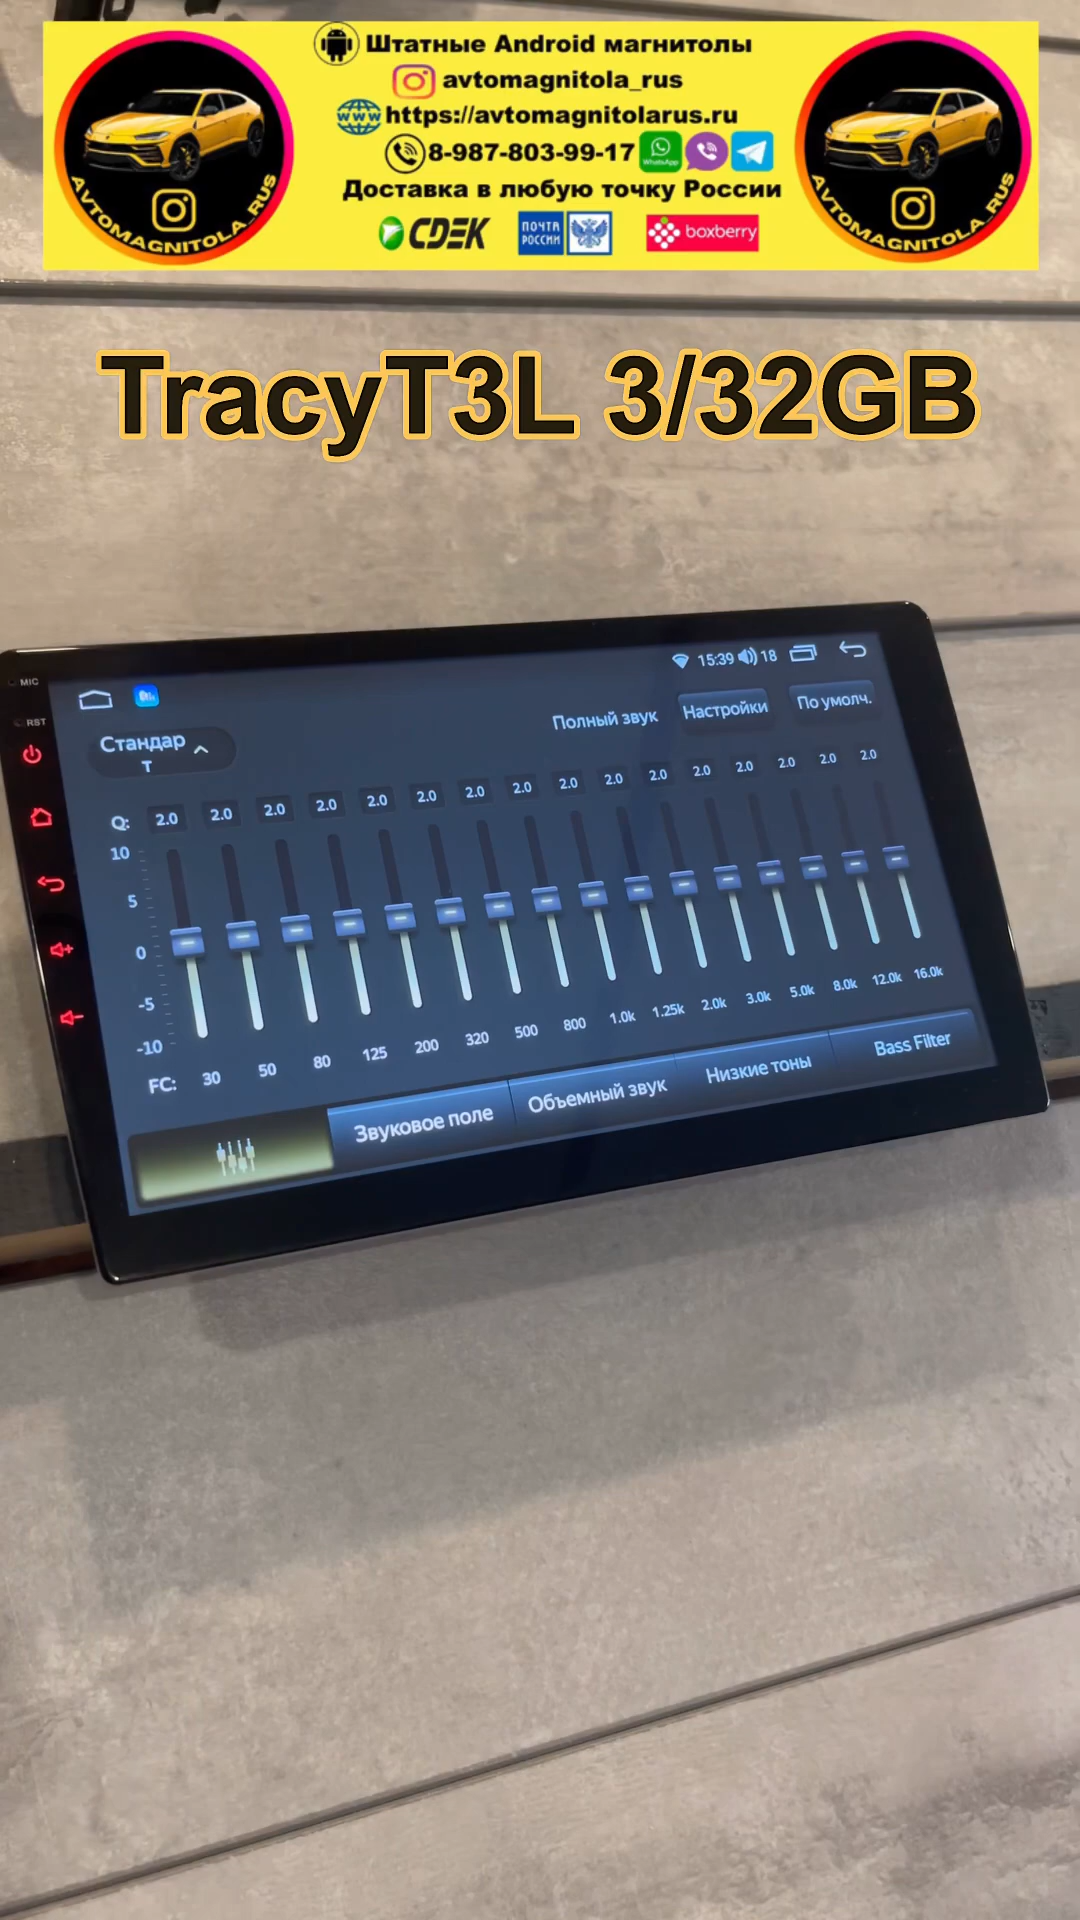 Штатные Android магнитолы
avtomagnitola_rus
https://avtomagnitolarus.ru
8-987-803-99-17 WhatsApp
Доставка в любую точку России
CDEK ПОЧТА РОССИИ boxberry
AVTOMAGNITOLA_RUS
AVTOMAGNITOLA_RUS
TracyT3L 3/32GB
MIC
RST
15:39 18
Стандар
т
Полный звук Настройки По умолч.
Q: 2.0 2.0 2.0 2.0 2.0 2.0 2.0 2.0 2.0 2.0 2.0 2.0 2.0 2.0 2.0 2.0
10
5
0
-5
-10
FC: 30 50 80 125 200 320 500 800 1.0k 1.25k 2.0k 3.0k 5.0k 8.0k 12.0k 16.0k
Звуковое поле Объемный звук Низкие тоны Bass Filter